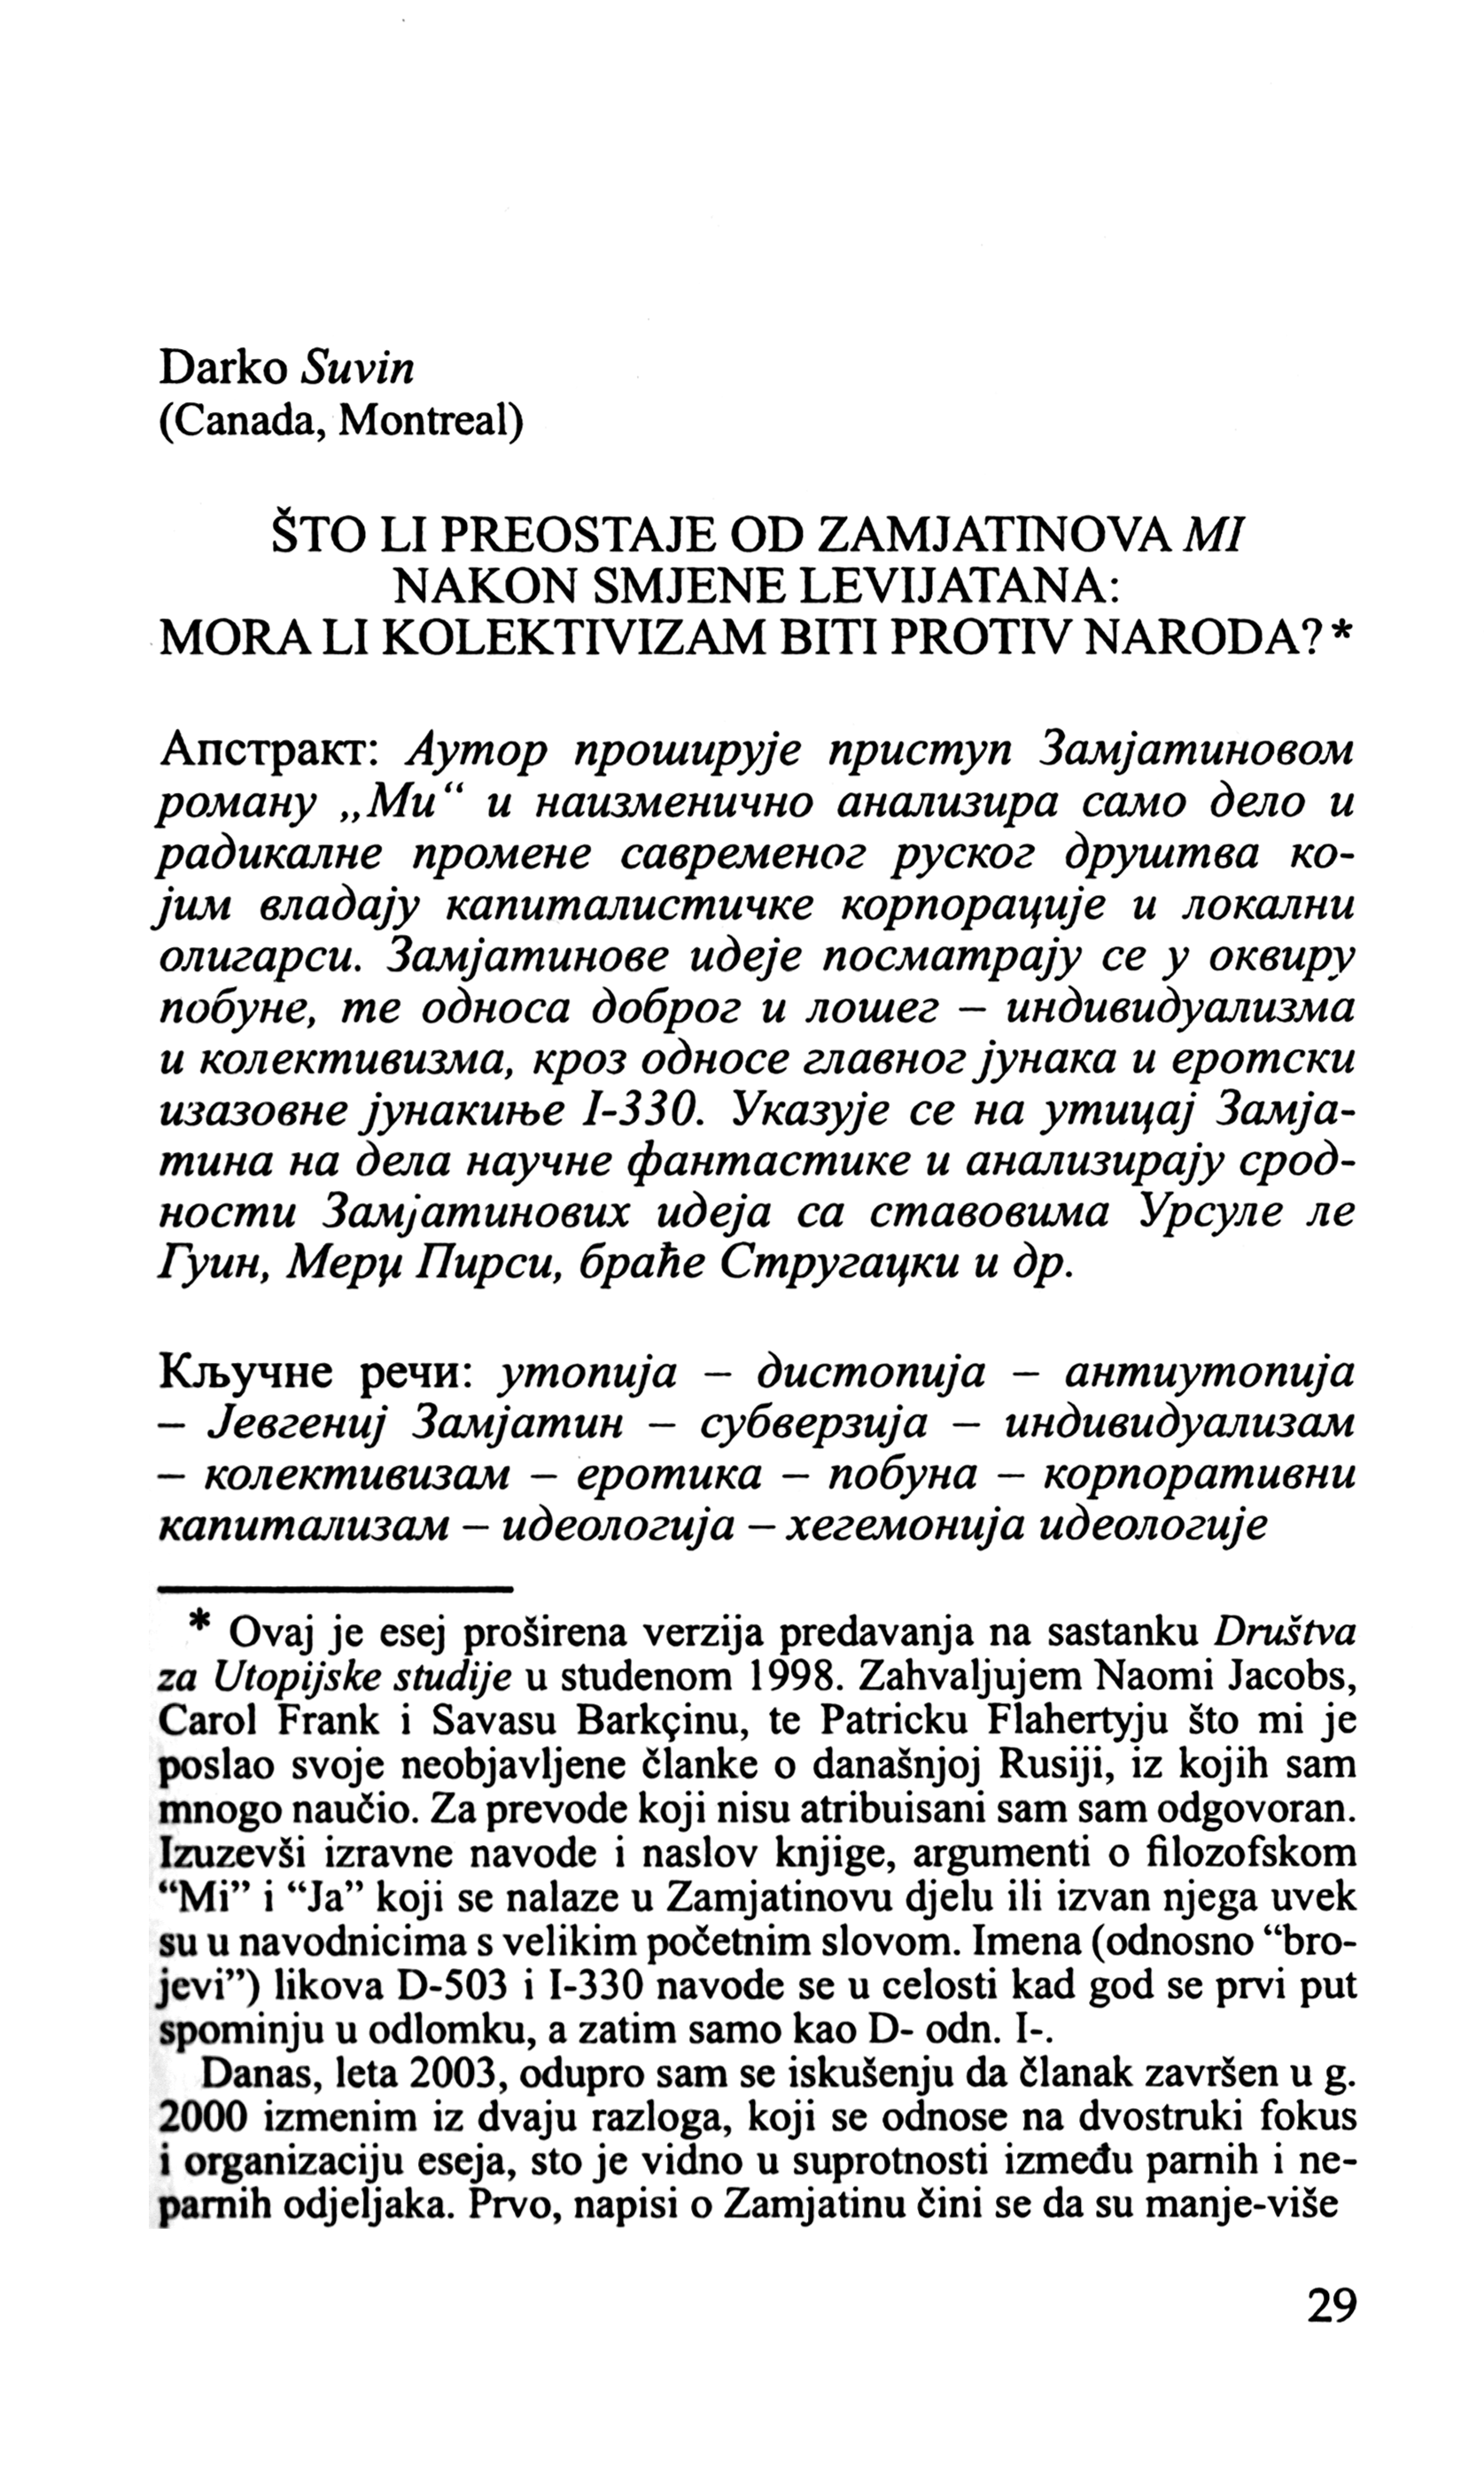 Darko Suvin
(Canada, Montreal)
ŠTO LI PREOSTAJE OD ZAMJATINOVA MI
NAKON SMJENE LEVIJATANA:
MORA LI KOLEKTIVIZAM BITI PROTIV NARODA?*
Апстракт: Аутор проширује приступ Замјатиновом
роману „Ми“ и наизменично анализира само дело и
радикалне промене савременог руског друштва ко-
јим владају капиталистичке корпорације и локални
олигарси. Замјатинове идеје посматрају се у оквиру
побуне, те односа доброг и лошег – индивидуализма
и колективизма, кроз односе главног јунака и еротски
изазовне јунакиње I-330. Указује се на утицај Замја-
тина на дела научне фантастике и анализирају срод-
ности Замјатинових идеја са ставовима Урсуле ле
Гуин, Мерџ Пирси, браће Стругацки и др.
Кључне речи: утопија – дистопија – антиутопија
– Јевгениј Замјатин – субверзија – индивидуализам
– колективизам – еротика – побуна – корпоративни
капитализам – идеологија – хегемонија идеологије
* Ovaj je esej proširena verzija predavanja na sastanku Društva
za Utopijske studije u studenom 1998. Zahvaljujem Naomi Jacobs,
Carol Frank i Savasu Barkçinu, te Patricku Flahertyju što mi je
poslao svoje neobjavljene članke o današnjoj Rusiji, iz kojih sam
mnogo naučio. Za prevode koji nisu atribuisani sam sam odgovoran.
Izuzevši izravne navode i naslov knjige, argumenti o filozofskom
“Mi” i “Ja” koji se nalaze u Zamjatinovu djelu ili izvan njega uvek
su u navodnicima s velikim početnim slovom. Imena (odnosno “bro-
jevi”) likova D-503 i I-330 navode se u celosti kad god se prvi put
spominju u odlomku, a zatim samo kao D- odn. I-.
Danas, leta 2003, odupro sam se iskušenju da članak završen u g.
2000 izmenim iz dvaju razloga, koji se odnose na dvostruki fokus
i organizaciju eseja, sto je vidno u suprotnosti između parnih i ne-
parnih odjeljaka. Prvo, napisi o Zamjatinu čini se da su manje-više
29